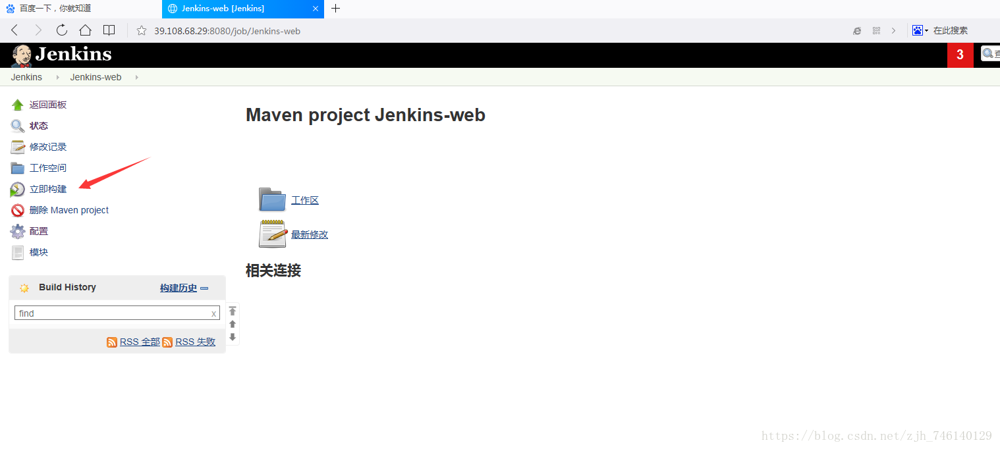 百度一下，你就知道
Jenkins-web [Jenkins]
39.108.68.29:8080/job/Jenkins-web
在此搜索
Jenkins
3
查
Jenkins
Jenkins-web
返回面板
状态
修改记录
工作空间
立即构建
删除 Maven project
配置
模块
Build History
构建历史
find
x
RSS 全部
RSS 失败
Maven project Jenkins-web
工作区
最新修改
相关连接
https://blog.csdn.net/zjh_746140129